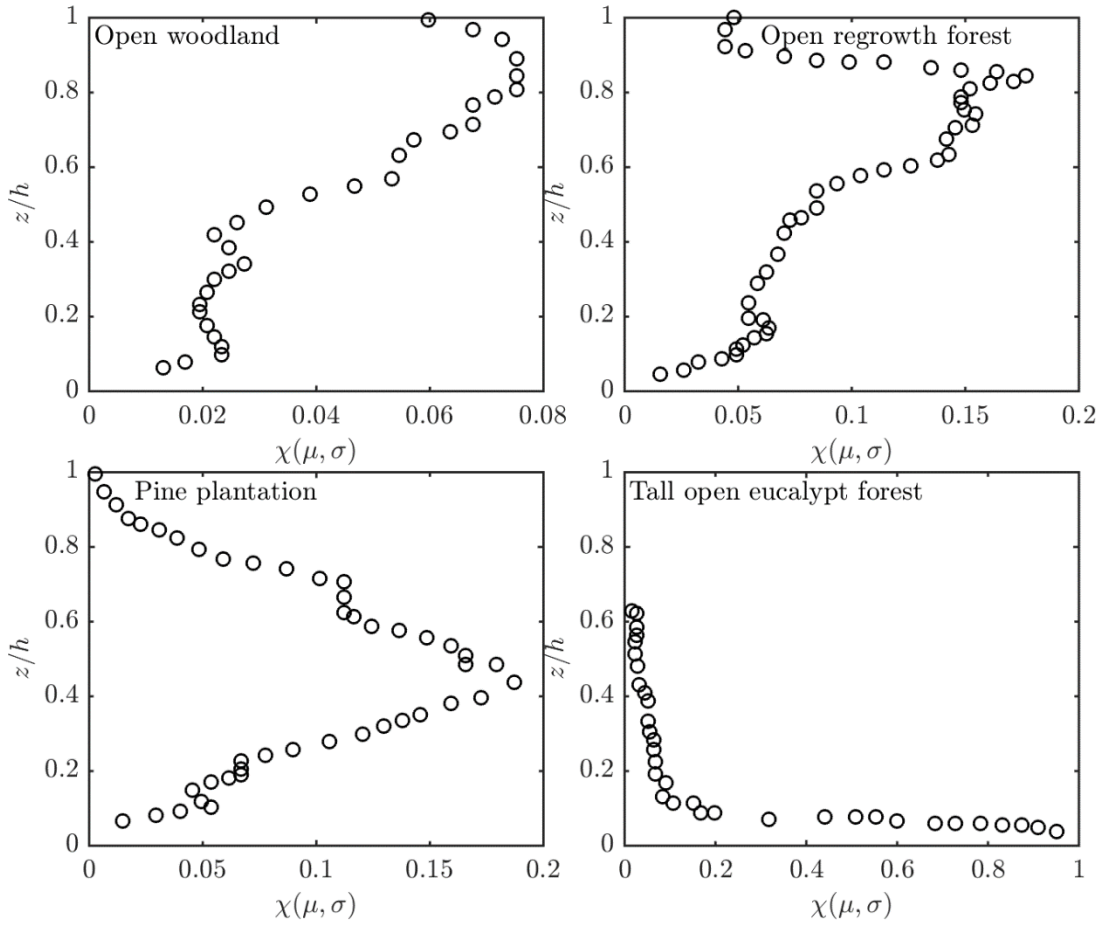 Open woodland
1
0.8
0.6
0.4
0.2
0
z/h
0 0.02 0.04 0.06 0.08
χ(μ, σ)
Open regrowth forest
1
0.8
0.6
0.4
0.2
0
z/h
0 0.05 0.1 0.15 0.2
χ(μ, σ)
Pine plantation
1
0.8
0.6
0.4
0.2
0
z/h
0 0.05 0.1 0.15 0.2
χ(μ, σ)
Tall open eucalypt forest
1
0.8
0.6
0.4
0.2
0
z/h
0 0.2 0.4 0.6 0.8 1
χ(μ, σ)